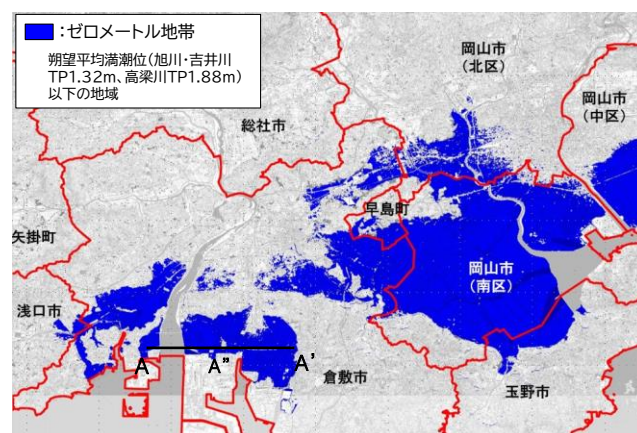 ：ゼロメートル地帯
朔望平均満潮位（旭川・吉井川
TP1.32m、高梁川TP1.88m）
以下の地域
岡山市
（北区）
岡山市
（中区）
総社市
早島町
矢掛町
岡山市
（南区）
浅口市
A
A"
A'
倉敷市
玉野市